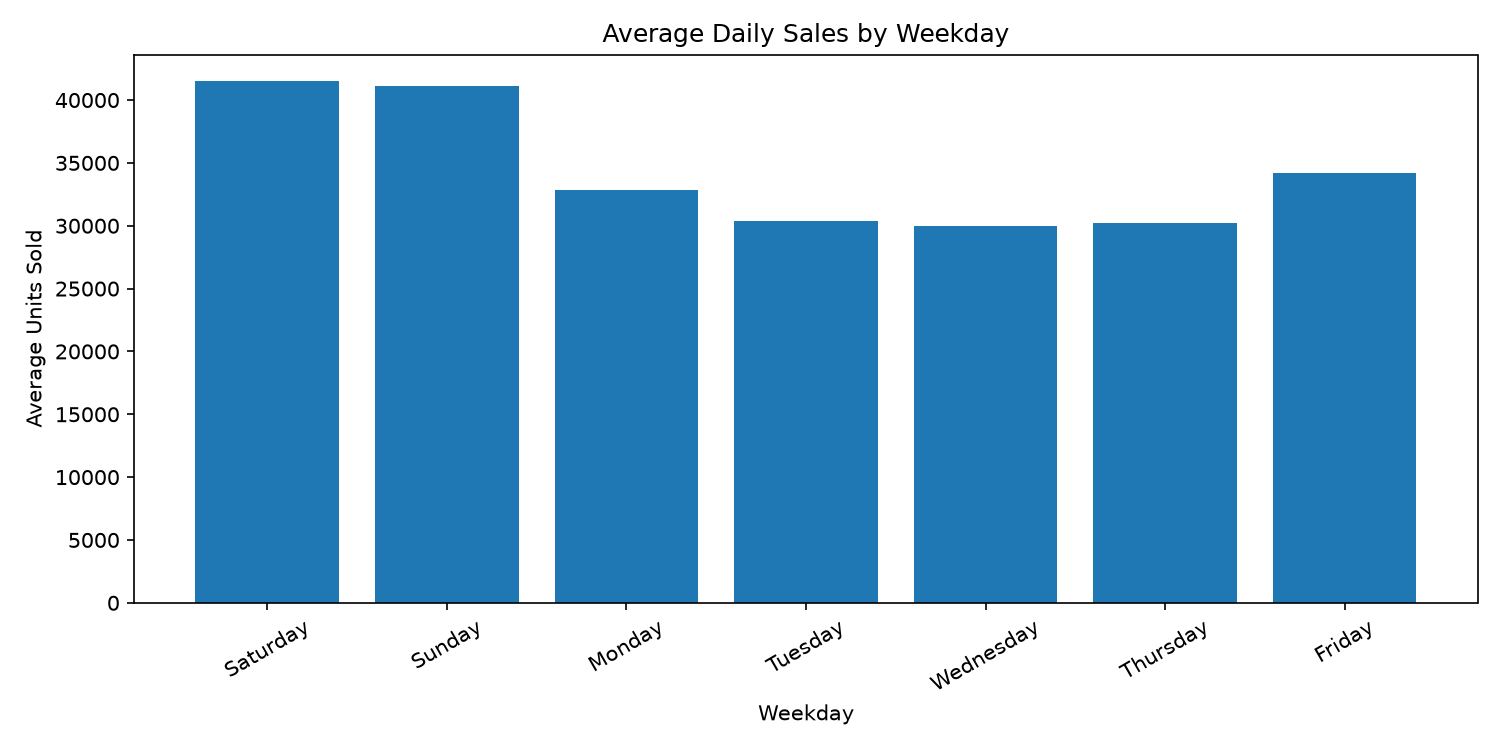 Average Daily Sales by Weekday
Average Units Sold
40000
35000
30000
25000
20000
15000
10000
5000
0
Saturday
Sunday
Monday
Tuesday
Wednesday
Thursday
Friday
Weekday